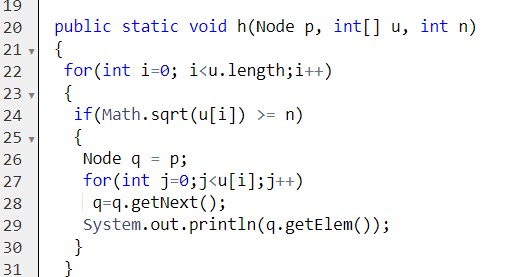 19
20 public static void h(Node p, int[] u, int n)
21 {
22 for(int i=0; i<u.length;i++)
23 {
24 if(Math.sqrt(u[i]) >= n)
25 {
26 Node q = p;
27 for(int j=0;j<u[i];j++)
28 q=q.getNext();
29 System.out.println(q.getElem());
30 }
31 }